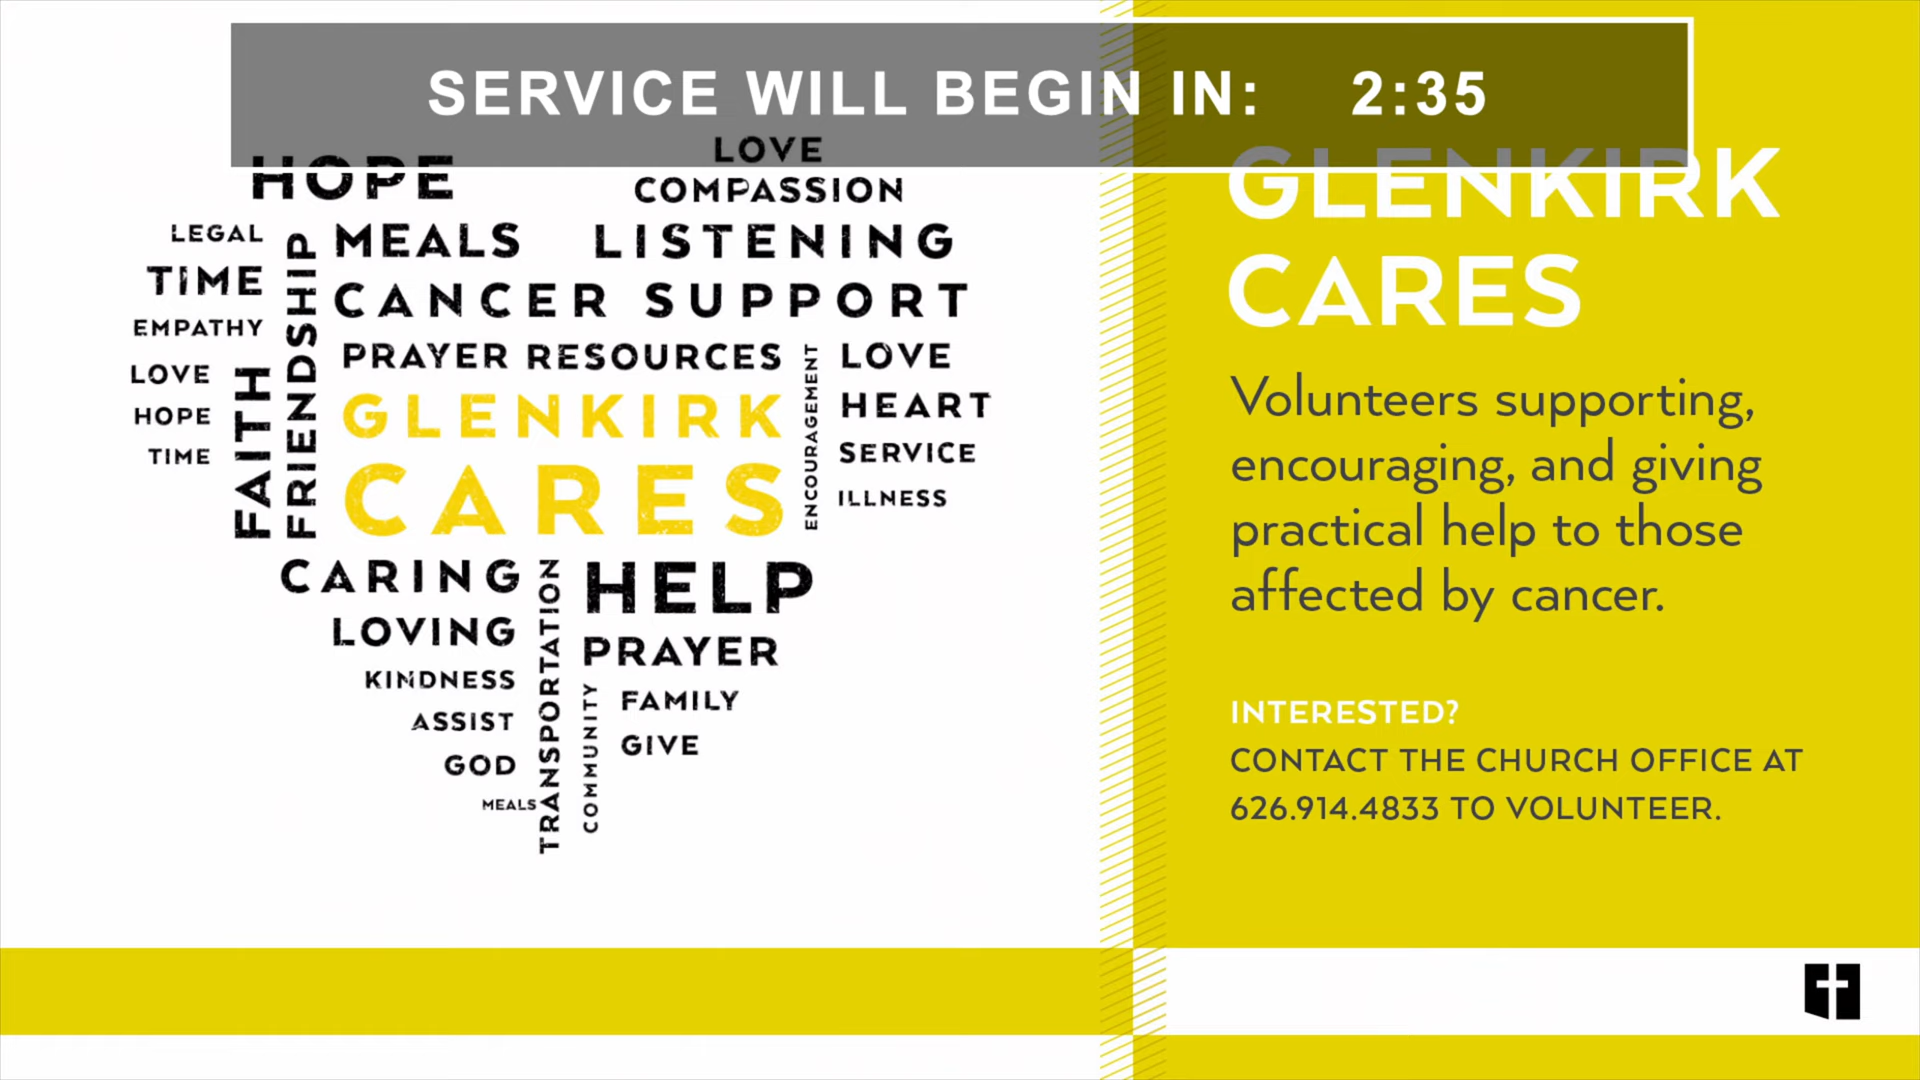 SERVICE WILL BEGIN IN: 2:35
LOVE
HOPE
COMPASSION
LEGAL
MEALS
LISTENING
TIME
FRIENDSHIP
CANCER SUPPORT
EMPATHY
PRAYER RESOURCES
LOVE
LOVE
FAITH
HOPE
GLENKIRK
ENCOURAGEMENT
HEART
TIME
CARES
SERVICE
ILLNESS
CARING
TRANSPORTATION
HELP
LOVING
PRAYER
KINDNESS
COMMUNITY
FAMILY
ASSIST
GIVE
GOD
MEALS
GLENKIRK
CARES
Volunteers supporting,
encouraging, and giving
practical help to those
affected by cancer.
INTERESTED?
CONTACT THE CHURCH OFFICE AT
626.914.4833 TO VOLUNTEER.